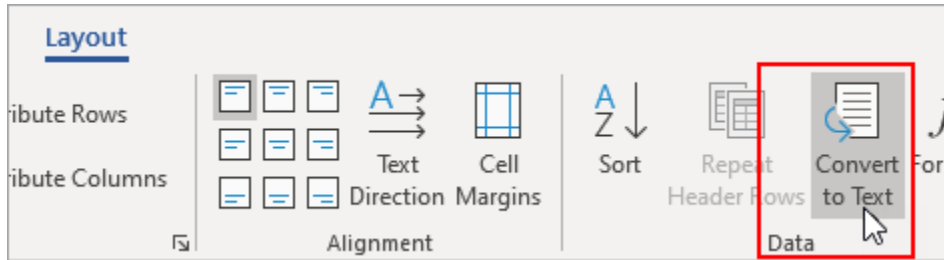 Layout
ribute Rows
ribute Columns
A
Text
Direction
Cell
Margins
Alignment
A
Z
Sort
Repeat
Header Rows
Convert
to Text
For
Data